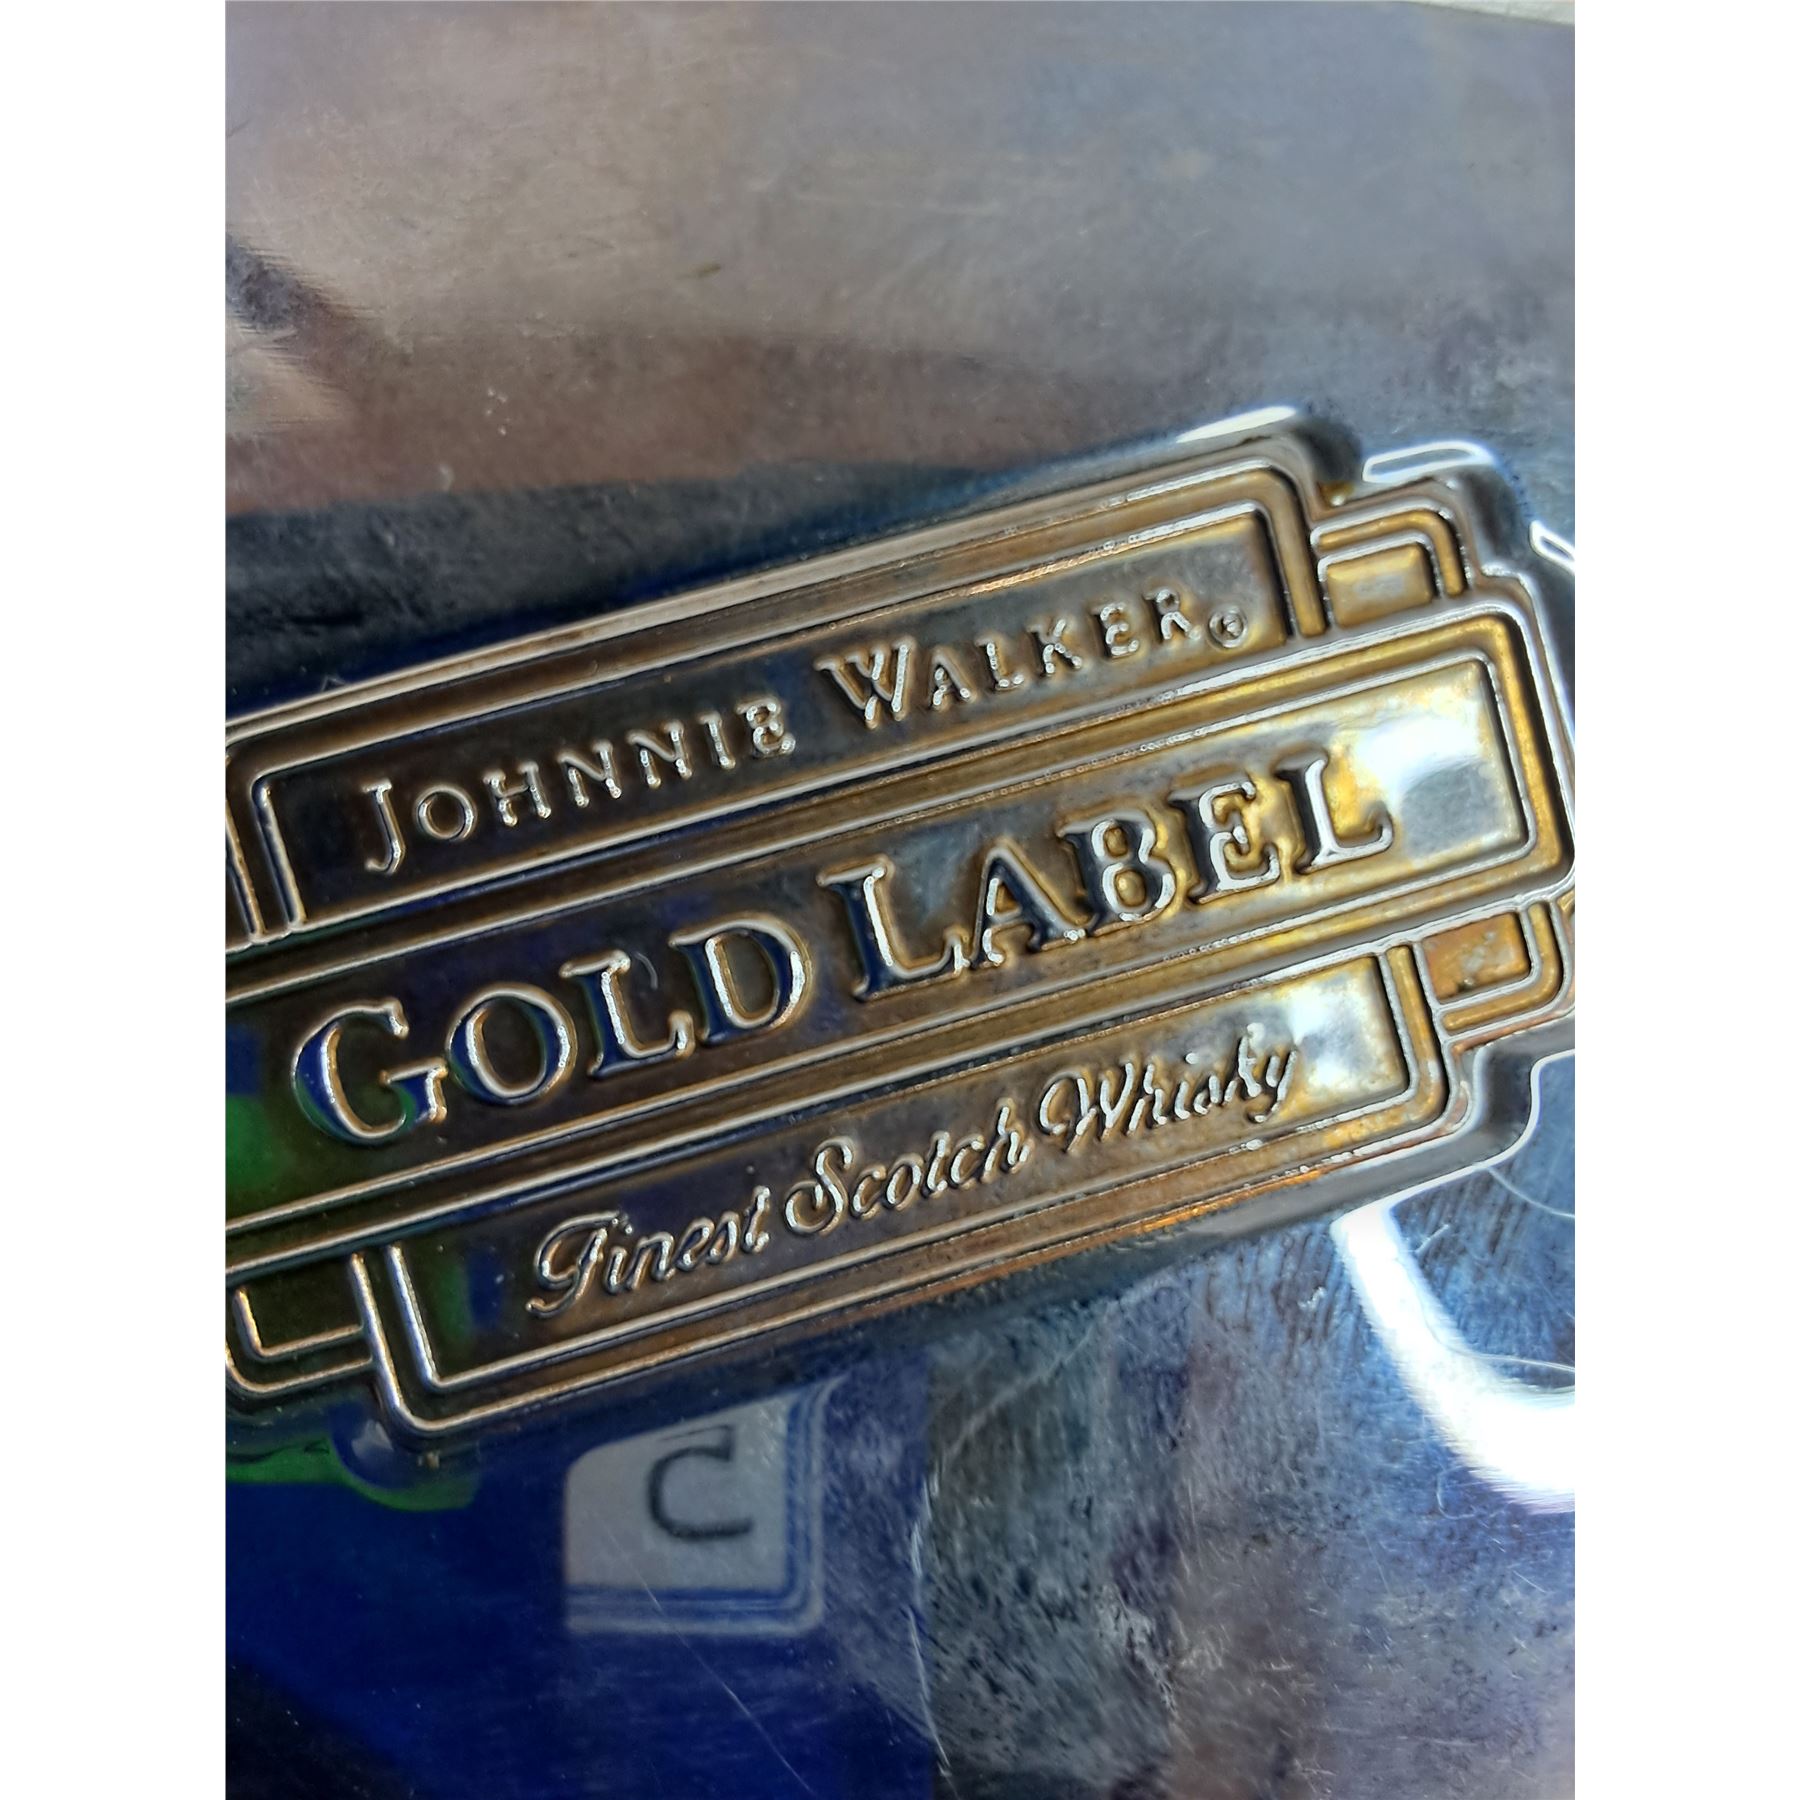 JOHNNIE WALKER®
GOLD LABEL
Finest Scotch Whisky
C